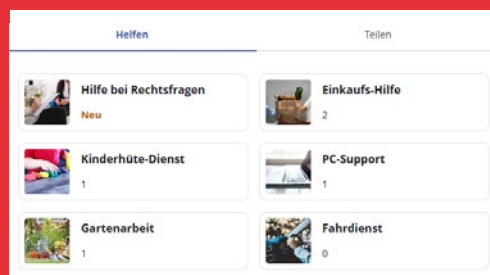 Helfen
Teilen
Hilfe bei Rechtsfragen
Neu
Einkaufs-Hilfe
2
Kinderhüte-Dienst
1
PC-Support
1
Gartenarbeit
1
Fahrdienst
0